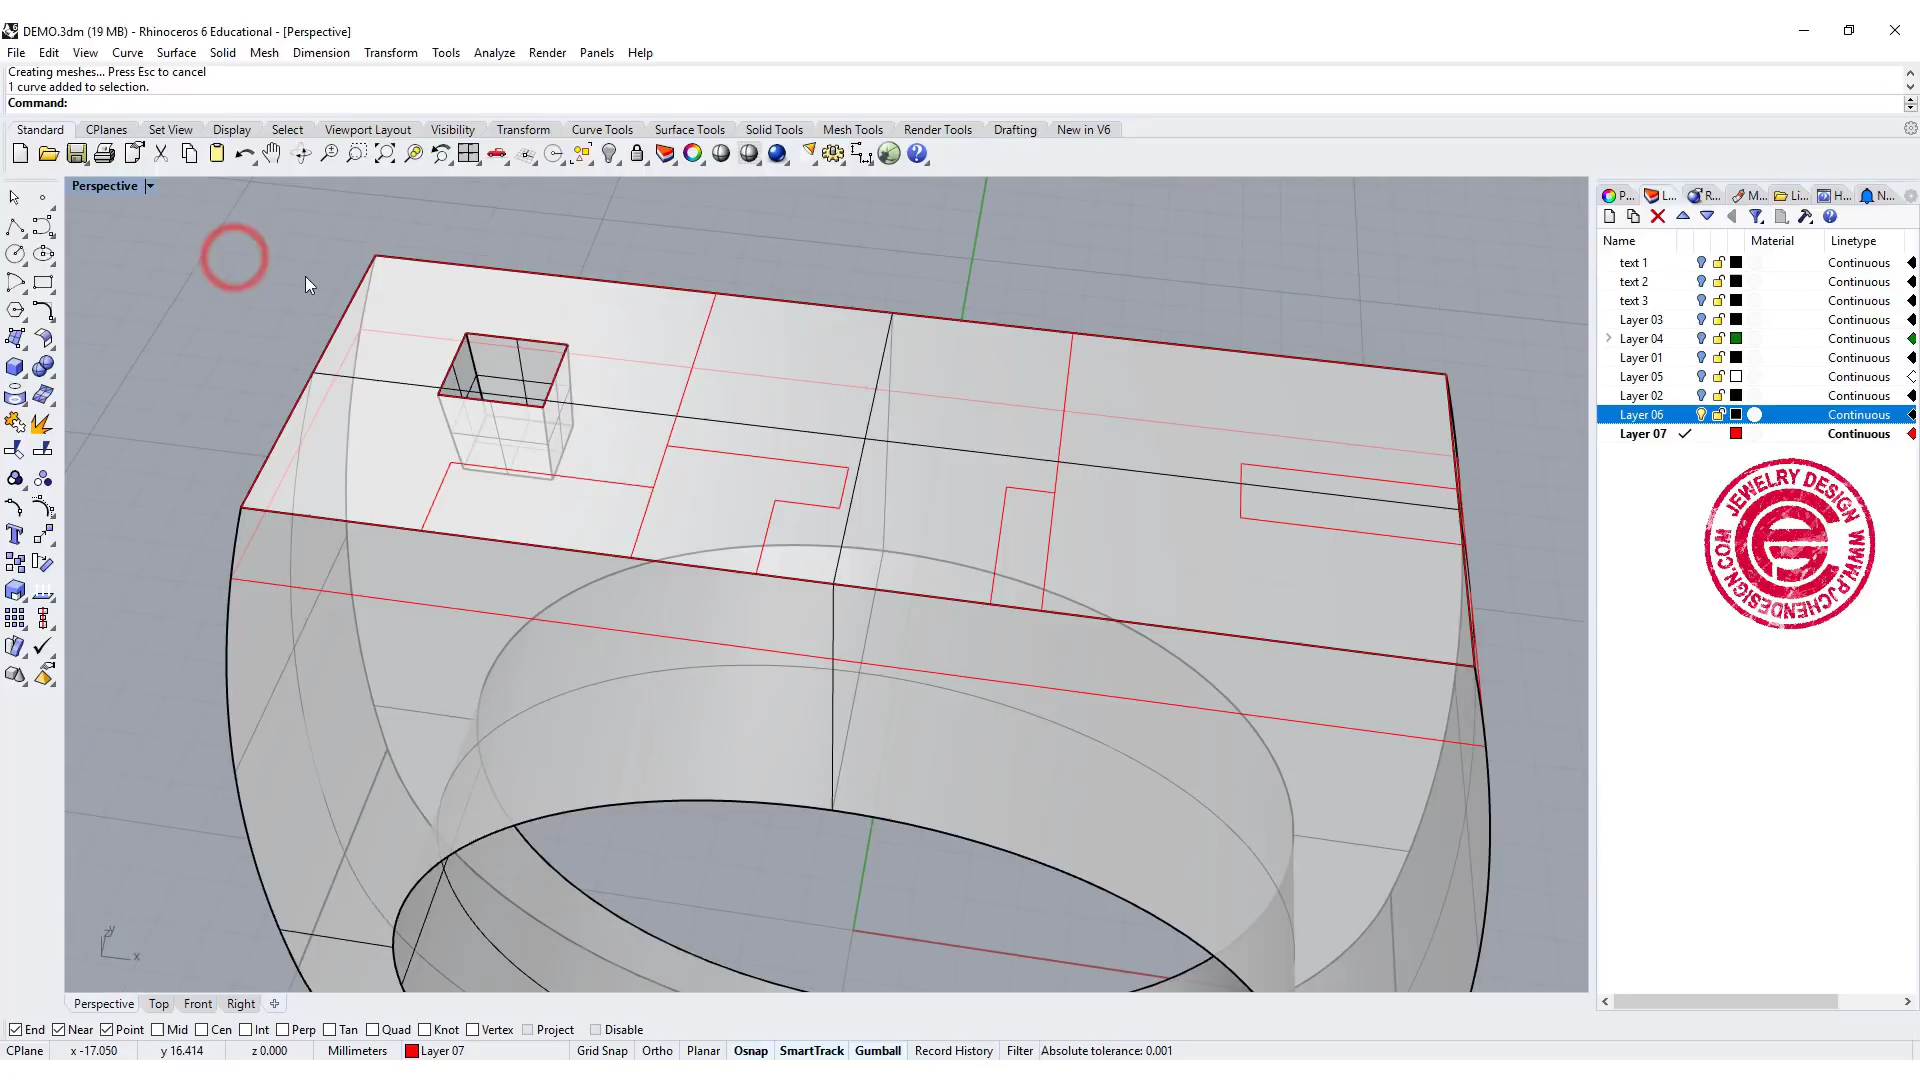 DEMO.3dm (19 MB) - Rhinoceros 6 Educational - [Perspective]
File Edit View Curve Surface Solid Mesh Dimension Transform Tools Analyze Render Panels Help
Creating meshes... Press Esc to cancel
1 curve added to selection.
Command:
Standard CPlanes Set View Display Select Viewport Layout Visibility Transform Curve Tools Surface Tools Solid Tools Mesh Tools Render Tools Drafting New in V6
Perspective
P... L... R... M... Li... H... N...
Name Material Linetype
text 1 Continuous
text 2 Continuous
text 3 Continuous
Layer 03 Continuous
Layer 04 Continuous
Layer 01 Continuous
Layer 05 Continuous
Layer 02 Continuous
Layer 06 Continuous
Layer 07 Continuous
JEWELRY DESIGN WWW.PJCHENDESIGN.COM
z y x
Perspective Top Front Right
End Near Point Mid Cen Int Perp Tan Quad Knot Vertex Project Disable
CPlane x -17.050 y 16.414 z 0.000 Millimeters Layer 07 Grid Snap Ortho Planar Osnap SmartTrack Gumball Record History Filter Absolute tolerance: 0.001